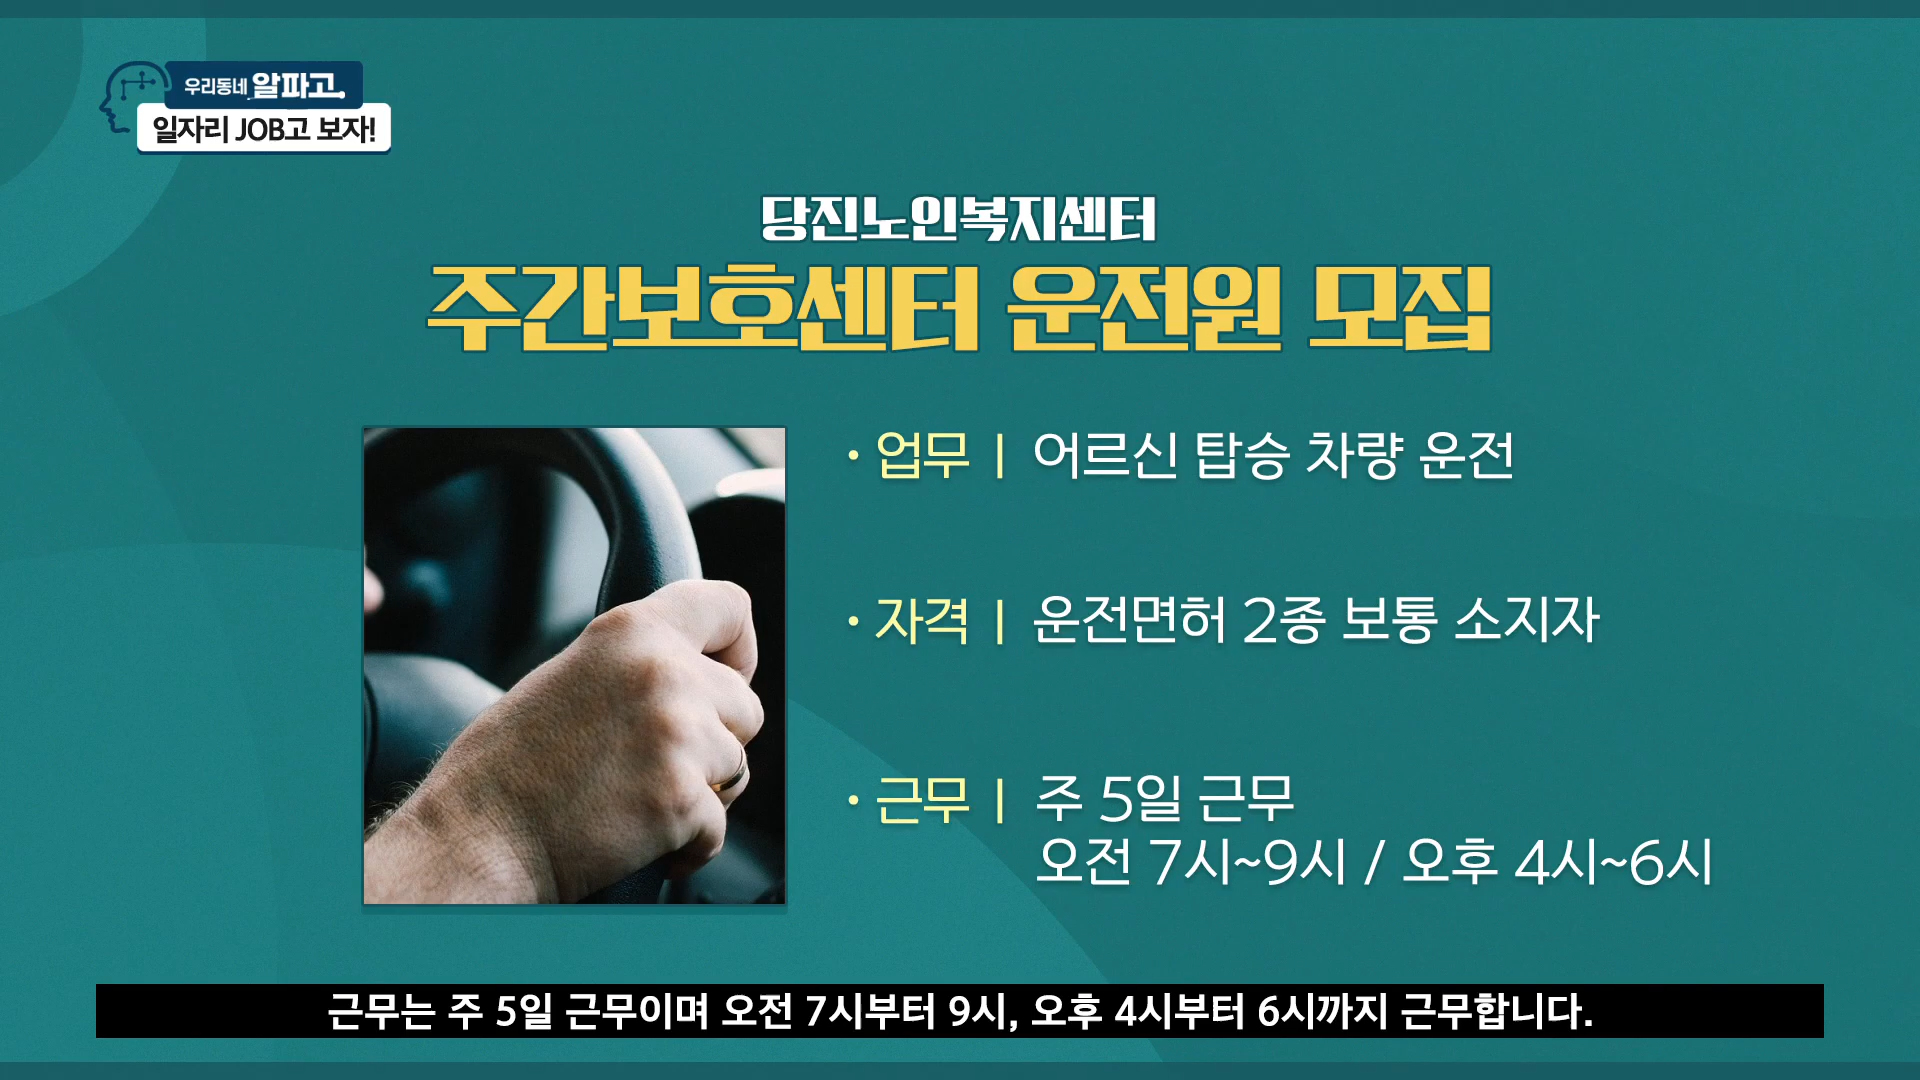 우리동네 알파고
일자리 JOB고 보자!
당진노인복지센터
주간보호센터 운전원 모집
· 업무 | 어르신 탑승 차량 운전
· 자격 | 운전면허 2종 보통 소지자
· 근무 | 주 5일 근무
오전 7시~9시 / 오후 4시~6시
근무는 주 5일 근무이며 오전 7시부터 9시, 오후 4시부터 6시까지 근무합니다.